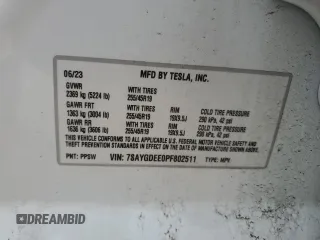 06/23 MFD BY TESLA, INC.
GVWR
2369 kg (5224 lb) WITH TIRES 255/45R19
GAWR FRT WITH TIRES RIM COLD TIRE PRESSURE
1363 kg (3004 lb) 255/45R19 19X9.5J 290 kPa, 42 psi
GAWR RR WITH TIRES RIM COLD TIRE PRESSURE
1636 kg (3606 lb) 255/45R19 19X9.5J 290 kPa, 42 psi
THIS VEHICLE CONFORMS TO ALL APPLICABLE U.S. FEDERAL MOTOR VEHICLE
SAFETY AND THEFT PREVENTION STANDARDS IN EFFECT ON THE DATE OF
MANUFACTURE SHOWN ABOVE.
PNT: PPSW VIN: 7SAYGDEE0PF802511 TYPE: MPV
DREAMBID